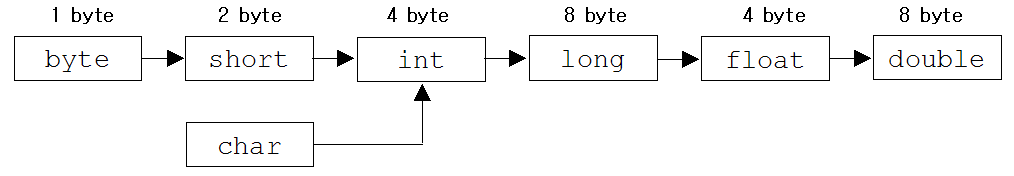 1 byte 2 byte 4 byte 8 byte 4 byte 8 byte
byte short int long float double
char